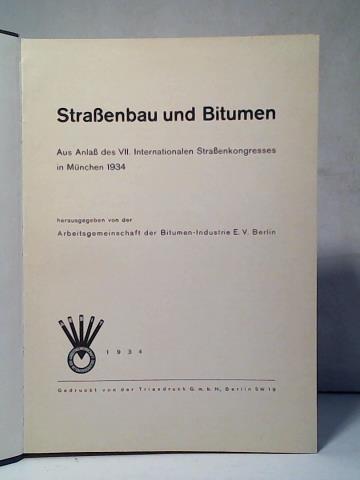 Straßenbau und Bitumen
Aus Anlaß des VII. Internationalen Straßenkongresses
in München 1934
herausgegeben von der
Arbeitsgemeinschaft der Bitumen-Industrie E. V. Berlin
1934
Gedruckt von der Triasdruck G. m. b. H., Berlin SW 19